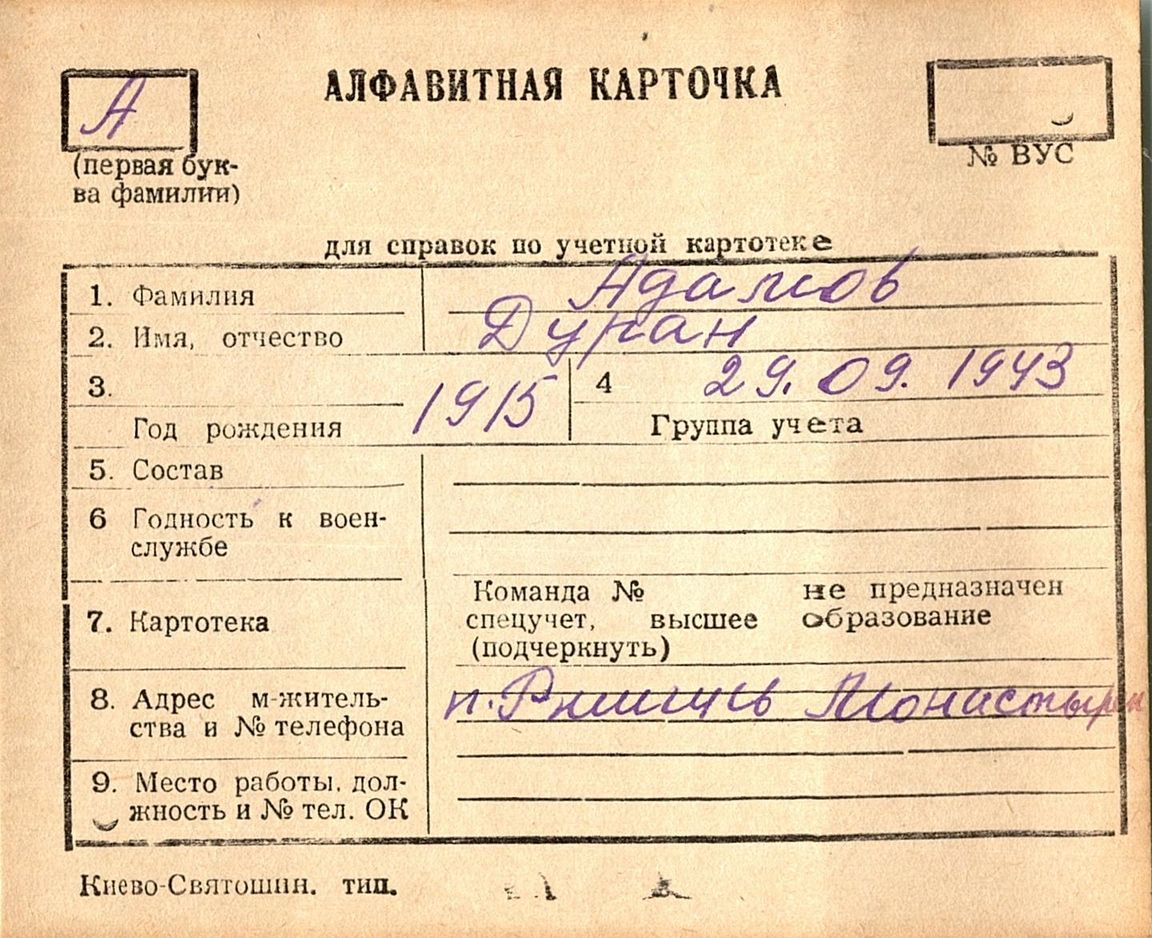 АЛФАВИТНАЯ КАРТОЧКА
А
(первая бук-
ва фамилии)
№ ВУС
для справок по учетной картотеке
1. Фамилия Адамов
2. Имя, отчество Дуран
3. 1915 4 29.09.1943
Год рождения Группа учета
5. Состав
6 Годность к воен-
службе
7. Картотека
Команда № не предназначен
спецучет, высшее образование
(подчеркнуть)
8. Адрес м-житель-
ства и № телефона
п. Ржищев Монастырек
9. Место работы, дол-
жность и № тел. ОК
Киево-Святошин. тип.